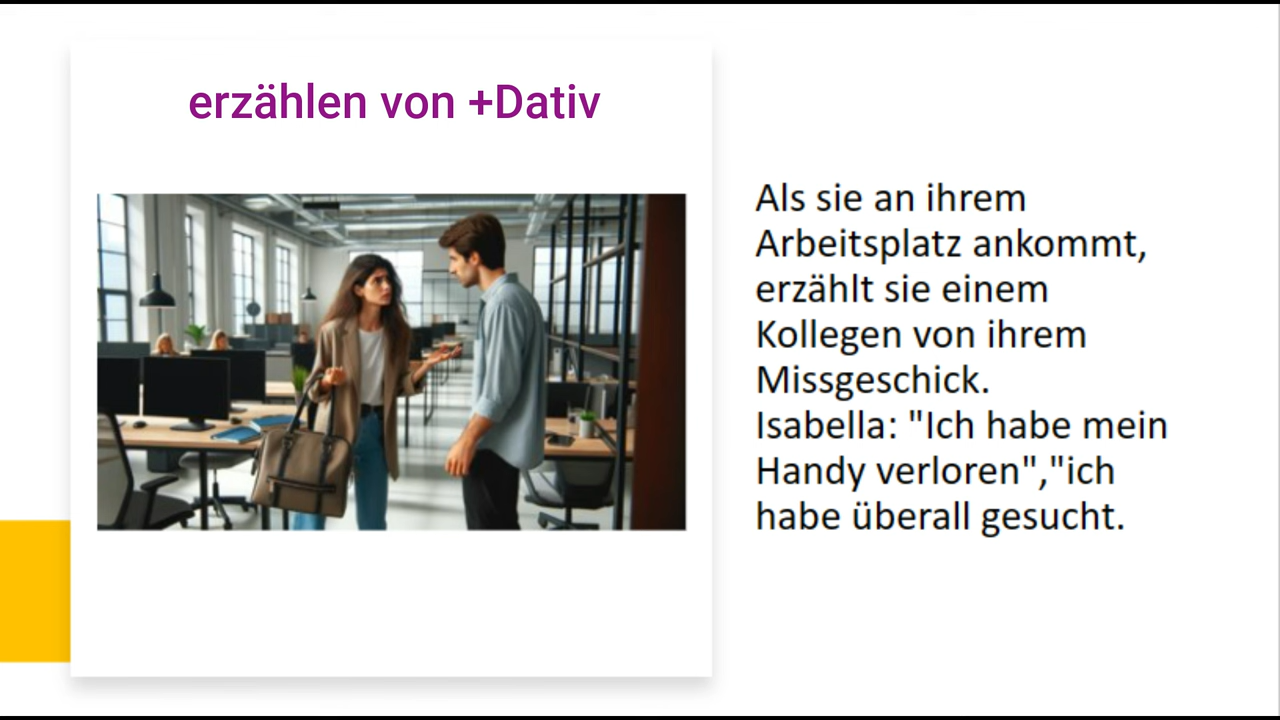 erzählen von +Dativ
Als sie an ihrem
Arbeitsplatz ankommt,
erzählt sie einem
Kollegen von ihrem
Missgeschick.
Isabella: "Ich habe mein
Handy verloren","ich
habe überall gesucht.